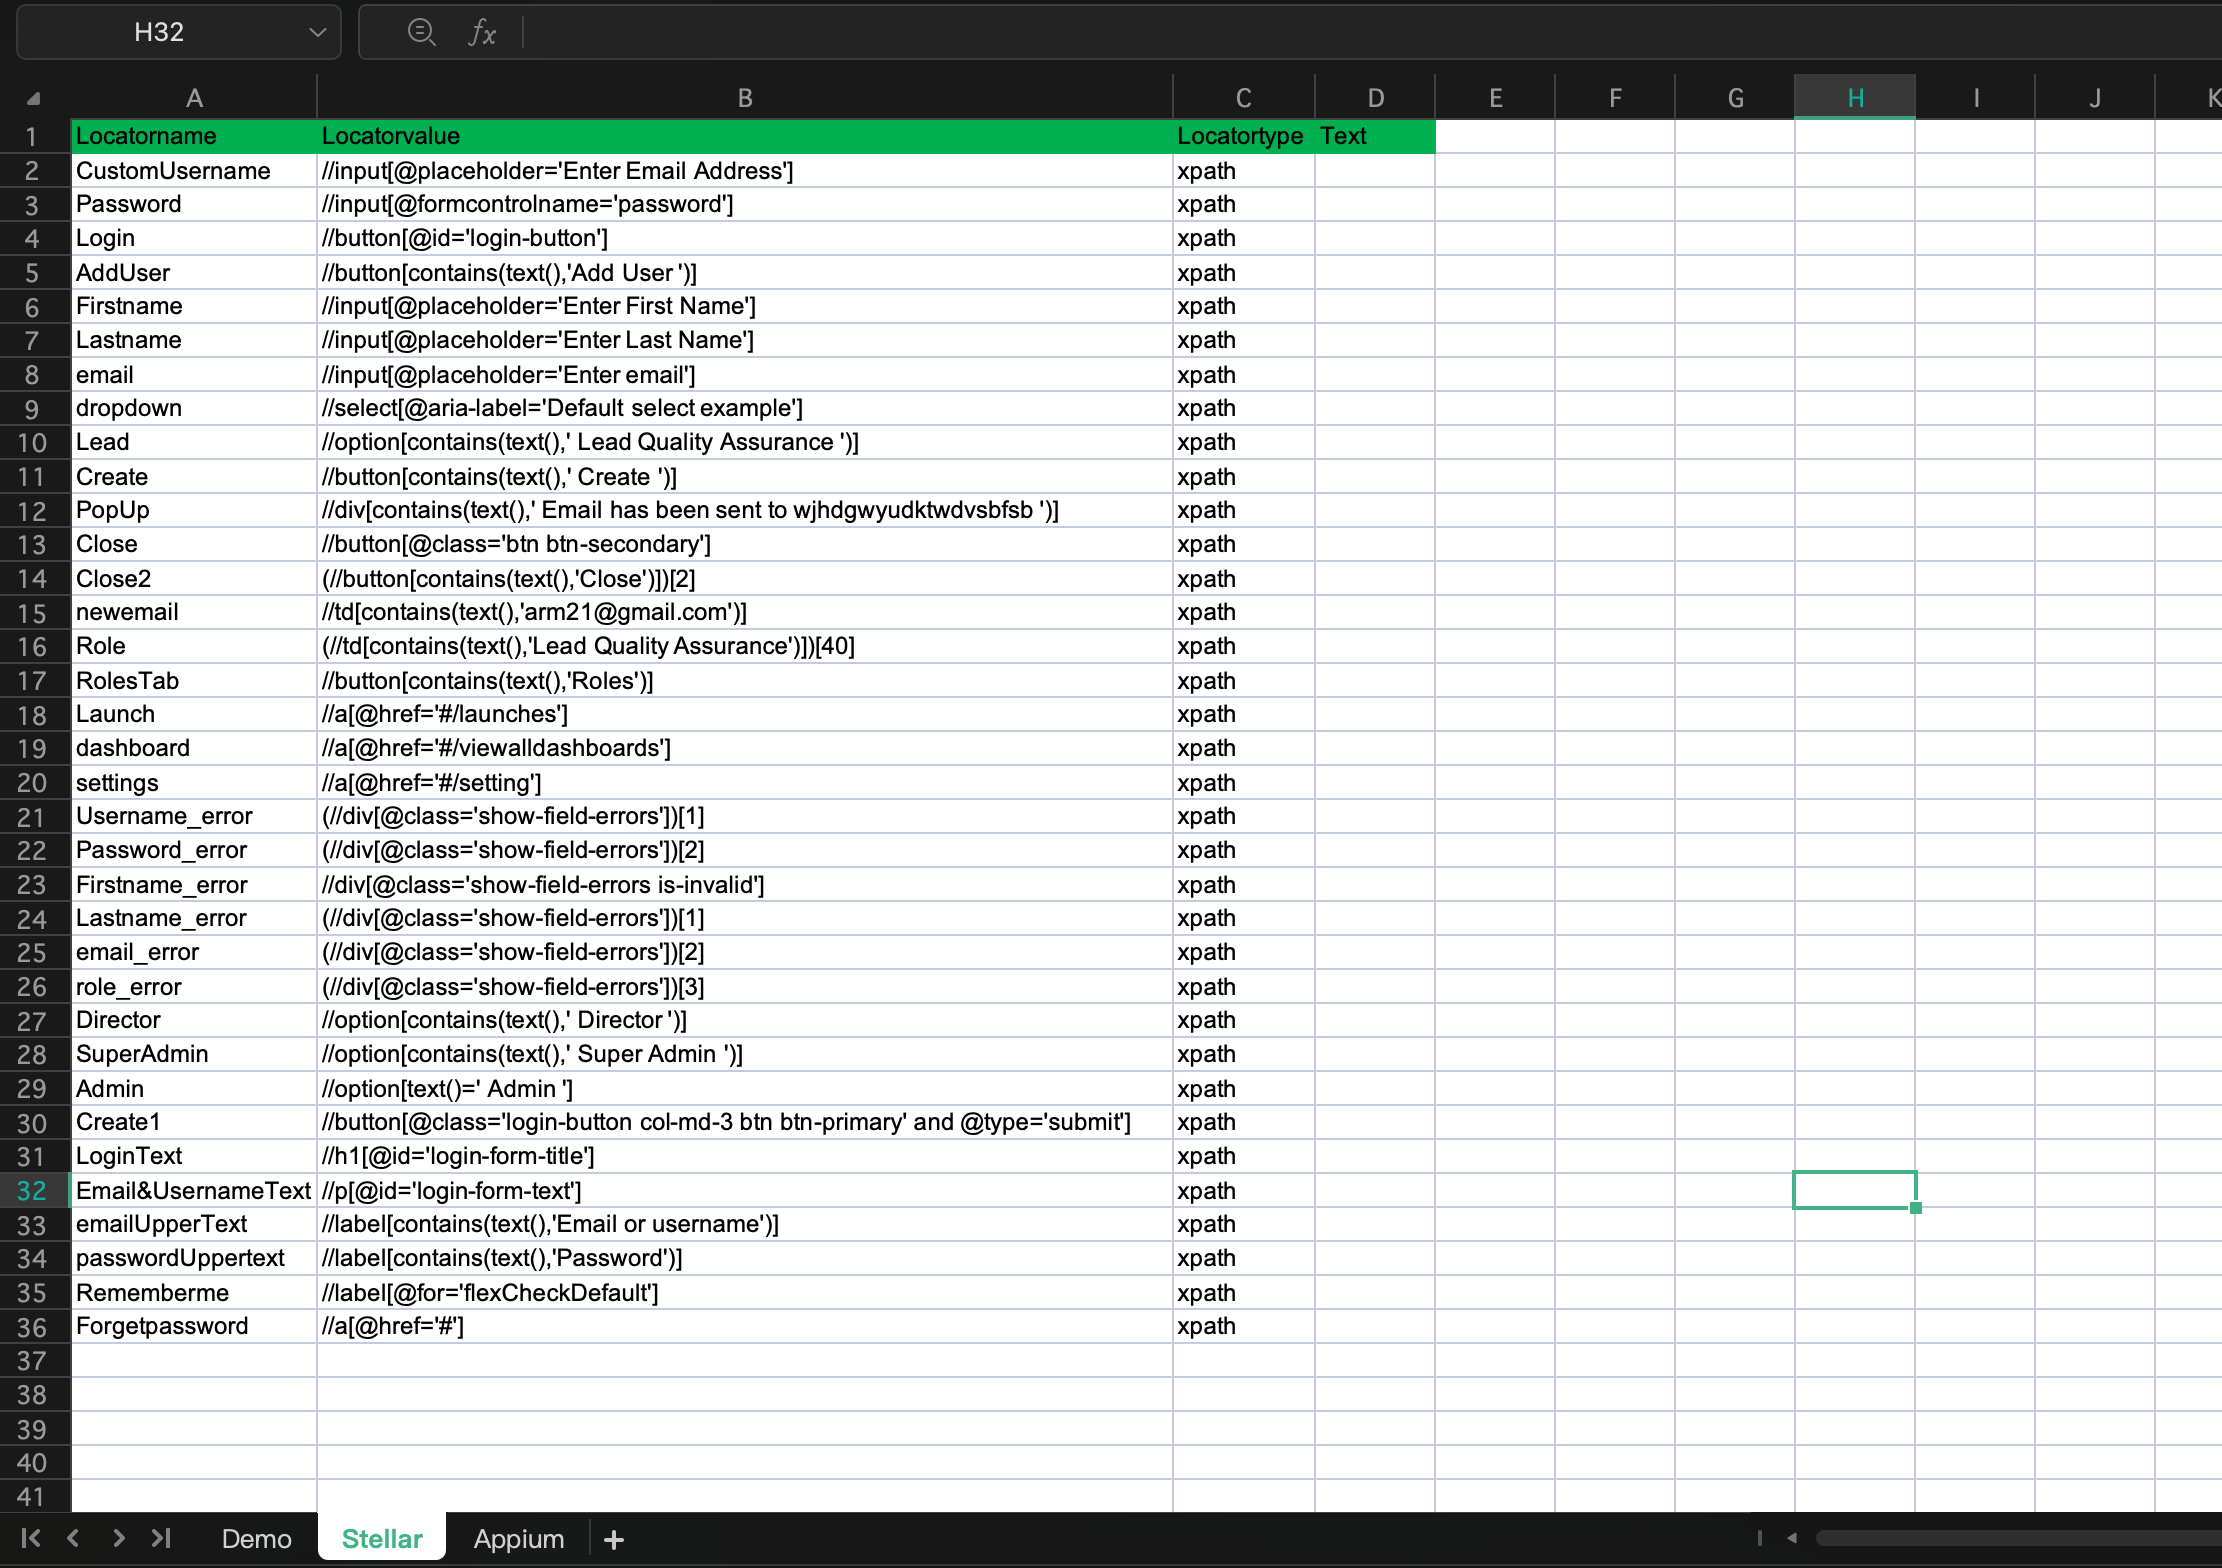 H32 fx
A B C D E F G H I J K
1 Locatorname Locatorvalue Locatortype Text
2 CustomUsername //input[@placeholder='Enter Email Address'] xpath
3 Password //input[@formcontrolname='password'] xpath
4 Login //button[@id='login-button'] xpath
5 AddUser //button[contains(text(),'Add User ')] xpath
6 Firstname //input[@placeholder='Enter First Name'] xpath
7 Lastname //input[@placeholder='Enter Last Name'] xpath
8 email //input[@placeholder='Enter email'] xpath
9 dropdown //select[@aria-label='Default select example'] xpath
10 Lead //option[contains(text(),' Lead Quality Assurance ')] xpath
11 Create //button[contains(text(),' Create ')] xpath
12 PopUp //div[contains(text(),' Email has been sent to wjhdgwyudktwdvsbfsb ')] xpath
13 Close //button[@class='btn btn-secondary'] xpath
14 Close2 (//button[contains(text(),'Close')])[2] xpath
15 newemail //td[contains(text(),'arm21@gmail.com')] xpath
16 Role (//td[contains(text(),'Lead Quality Assurance')])[40] xpath
17 RolesTab //button[contains(text(),'Roles')] xpath
18 Launch //a[@href='#/launches'] xpath
19 dashboard //a[@href='#/viewalldashboards'] xpath
20 settings //a[@href='#/setting'] xpath
21 Username_error (//div[@class='show-field-errors'])[1] xpath
22 Password_error (//div[@class='show-field-errors'])[2] xpath
23 Firstname_error //div[@class='show-field-errors is-invalid'] xpath
24 Lastname_error (//div[@class='show-field-errors'])[1] xpath
25 email_error (//div[@class='show-field-errors'])[2] xpath
26 role_error (//div[@class='show-field-errors'])[3] xpath
27 Director //option[contains(text(),' Director ')] xpath
28 SuperAdmin //option[contains(text(),' Super Admin ')] xpath
29 Admin //option[text()=' Admin '] xpath
30 Create1 //button[@class='login-button col-md-3 btn btn-primary' and @type='submit'] xpath
31 LoginText //h1[@id='login-form-title'] xpath
32 Email&UsernameText //p[@id='login-form-text'] xpath
33 emailUpperText //label[contains(text(),'Email or username')] xpath
34 passwordUppertext //label[contains(text(),'Password')] xpath
35 Rememberme //label[@for='flexCheckDefault'] xpath
36 Forgetpassword //a[@href='#'] xpath
37
38
39
40
41
Demo Stellar Appium +